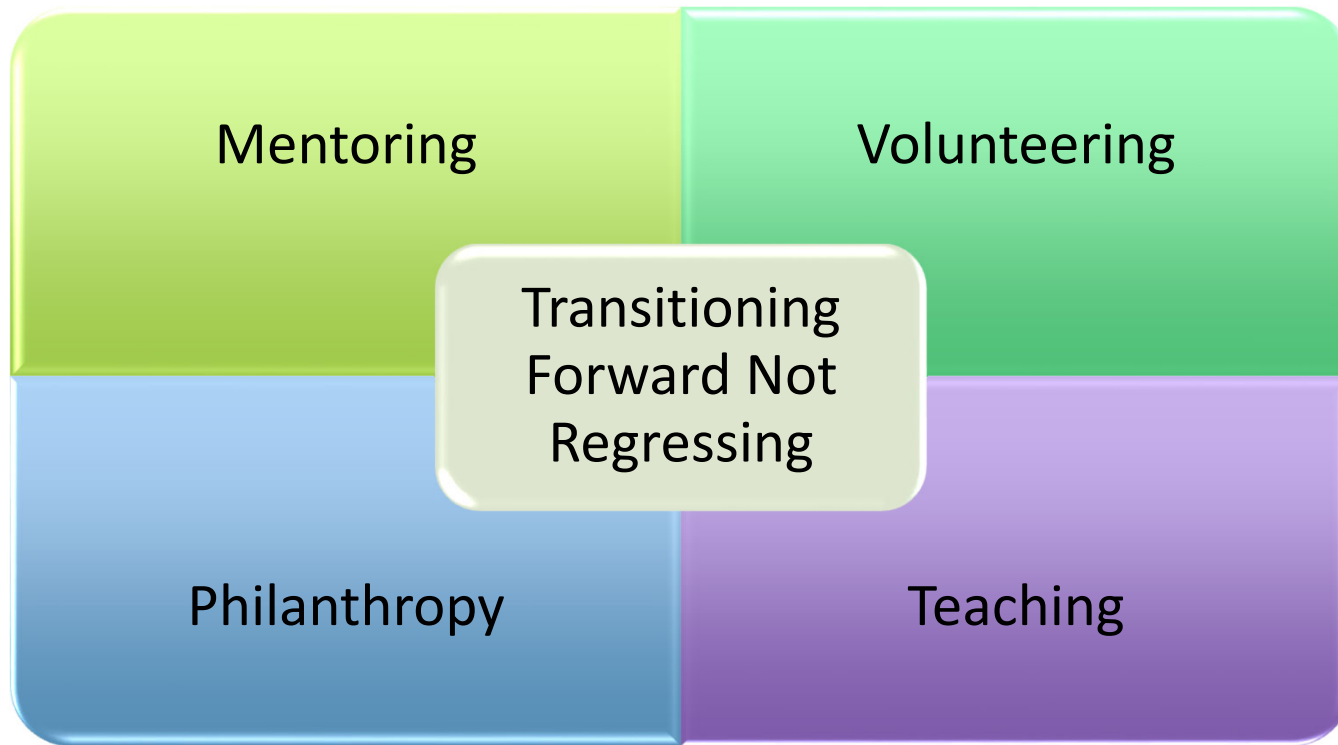 Mentoring
Volunteering
Transitioning
Forward Not
Regressing
Philanthropy
Teaching